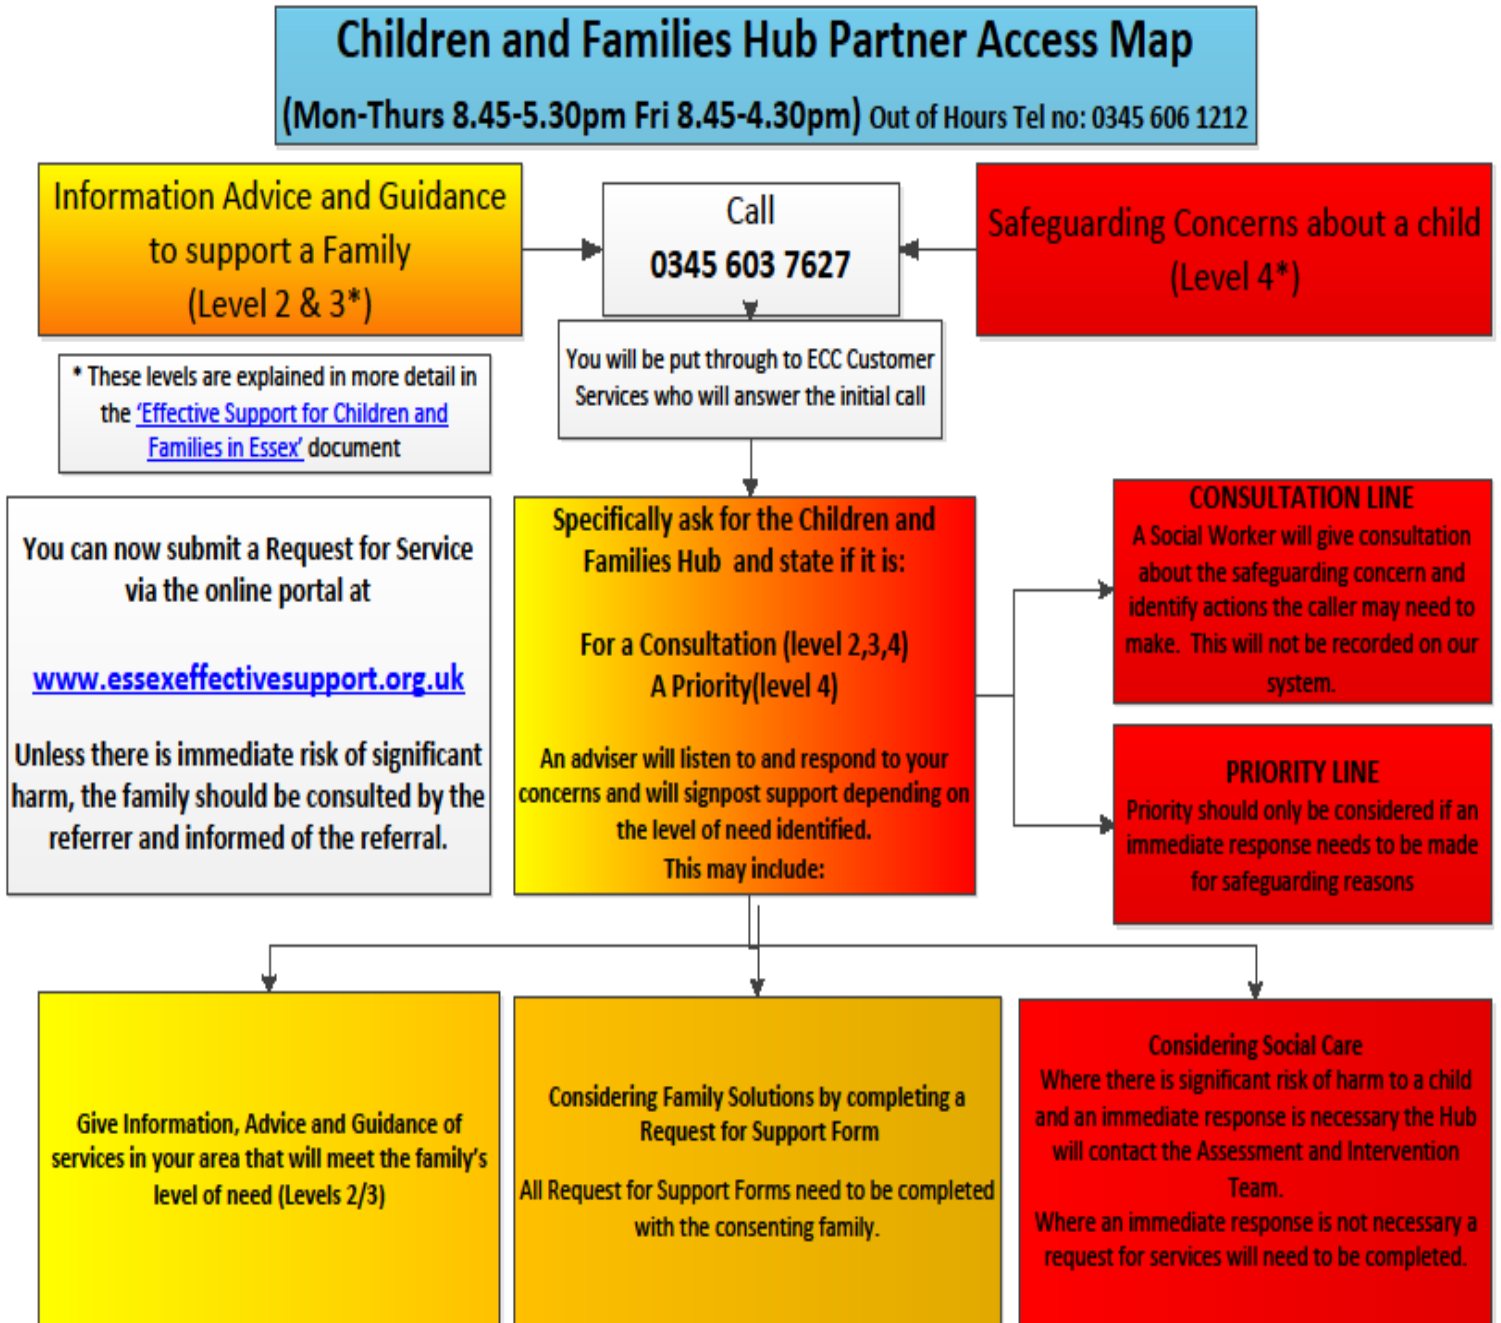 Children and Families Hub Partner Access Map
(Mon-Thurs 8.45-5.30pm Fri 8.45-4.30pm) Out of Hours Tel no: 0345 606 1212
Information Advice and Guidance
to support a Family
(Level 2 & 3*)
Call
0345 603 7627
Safeguarding Concerns about a child
(Level 4*)
* These levels are explained in more detail in
the ‘Effective Support for Children and
Families in Essex’ document
You will be put through to ECC Customer
Services who will answer the initial call
You can now submit a Request for Service
via the online portal at
www.essexeffectivesupport.org.uk
Unless there is immediate risk of significant
harm, the family should be consulted by the
referrer and informed of the referral.
Specifically ask for the Children and
Families Hub and state if it is:
For a Consultation (level 2,3,4)
A Priority(level 4)
An adviser will listen to and respond to your
concerns and will signpost support depending on
the level of need identified.
This may include:
CONSULTATION LINE
A Social Worker will give consultation
about the safeguarding concern and
identify actions the caller may need to
make. This will not be recorded on our
system.
PRIORITY LINE
Priority should only be considered if an
immediate response needs to be made
for safeguarding reasons
Give Information, Advice and Guidance of
services in your area that will meet the family’s
level of need (Levels 2/3)
Considering Family Solutions by completing a
Request for Support Form
All Request for Support Forms need to be completed
with the consenting family.
Considering Social Care
Where there is significant risk of harm to a child
and an immediate response is necessary the Hub
will contact the Assessment and Intervention
Team.
Where an immediate response is not necessary a
request for services will need to be completed.